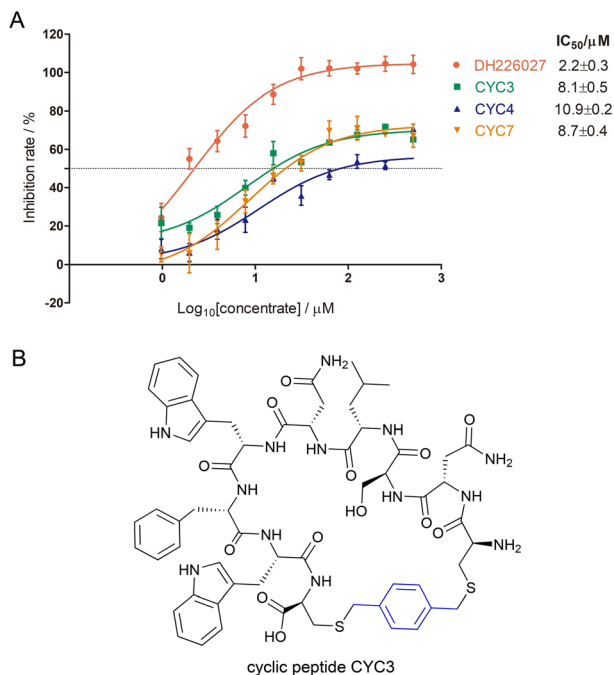 A
IC50/μM
DH226027 2.2±0.3
CYC3 8.1±0.5
CYC4 10.9±0.2
CYC7 8.7±0.4
120
100
80
60
40
20
0
-20
Inhibition rate / %
0 1 2 3
Log10[concentrate] / μM
B
NH2
O
O
O
HN
NH
N
H
O
O
NH
O
NH2
O
NH
HN
HO
NH
O
O
NH
O
NH2
HN
O
O
NH
O
HO
S
S
cyclic peptide CYC3